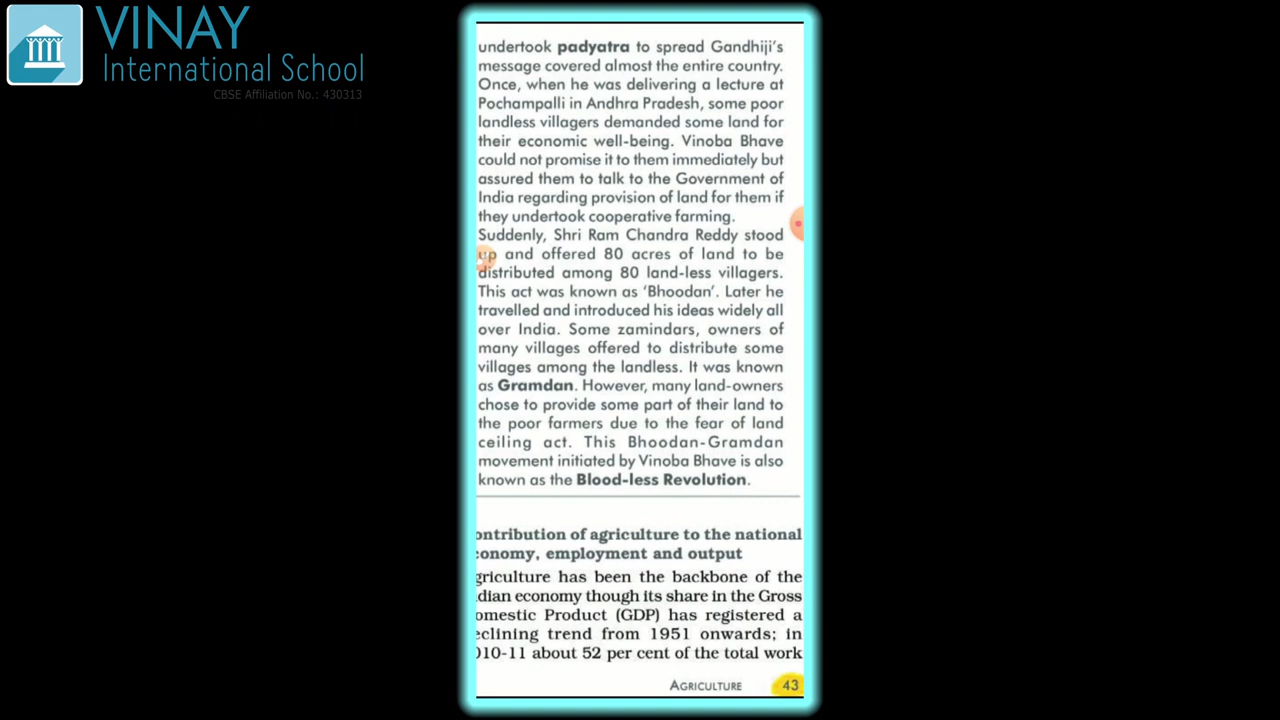 VINAY
International School
CBSE Affiliation No.: 430313
undertook padyatra to spread Gandhiji's
message covered almost the entire country.
Once, when he was delivering a lecture at
Pochampalli in Andhra Pradesh, some poor
landless villagers demanded some land for
their economic well-being. Vinoba Bhave
could not promise it to them immediately but
assured them to talk to the Government of
India regarding provision of land for them if
they undertook cooperative farming.
Suddenly, Shri Ram Chandra Reddy stood
up and offered 80 acres of land to be
distributed among 80 land-less villagers.
This act was known as ‘Bhoodan’. Later he
travelled and introduced his ideas widely all
over India. Some zamindars, owners of
many villages offered to distribute some
villages among the landless. It was known
as Gramdan. However, many land-owners
chose to provide some part of their land to
the poor farmers due to the fear of land
ceiling act. This Bhoodan-Gramdan
movement initiated by Vinoba Bhave is also
known as the Blood-less Revolution.
ontribution of agriculture to the national
conomy, employment and output
griculture has been the backbone of the
dian economy though its share in the Gross
omestic Product (GDP) has registered a
eclining trend from 1951 onwards; in
010-11 about 52 per cent of the total work
AGRICULTURE 43